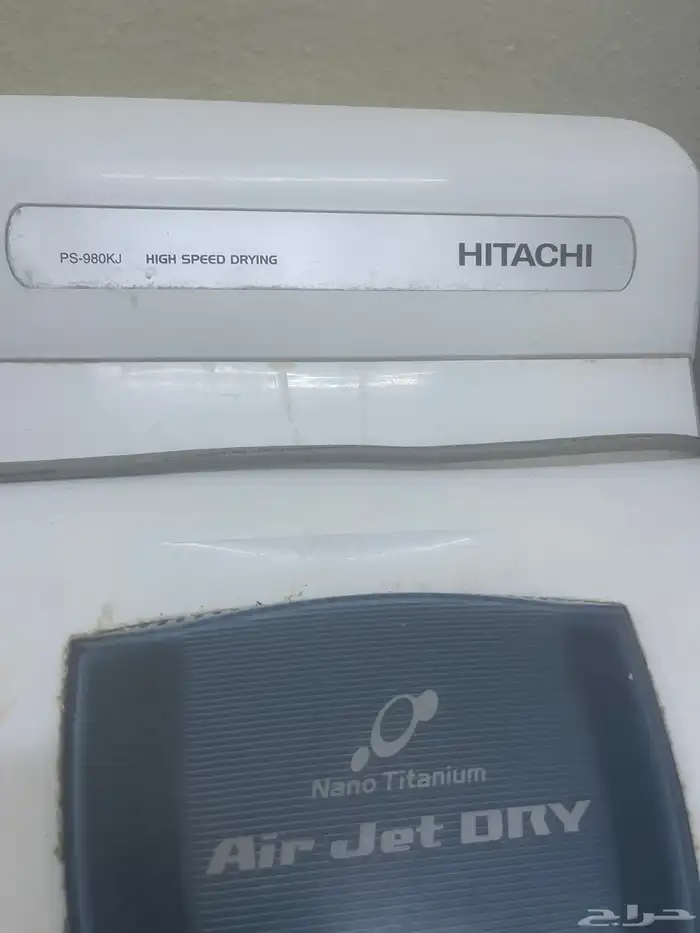 PS-980KJ HIGH SPEED DRYING HITACHI
Nano Titanium
Air Jet DRY
حراج